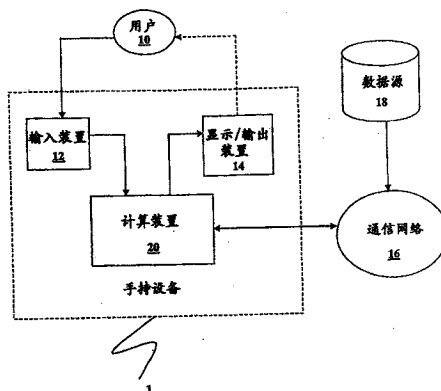 用户
10
数据源
18
输入装置
12
显示/输出
装置
14
计算装置
20
通信网络
16
手持设备
1